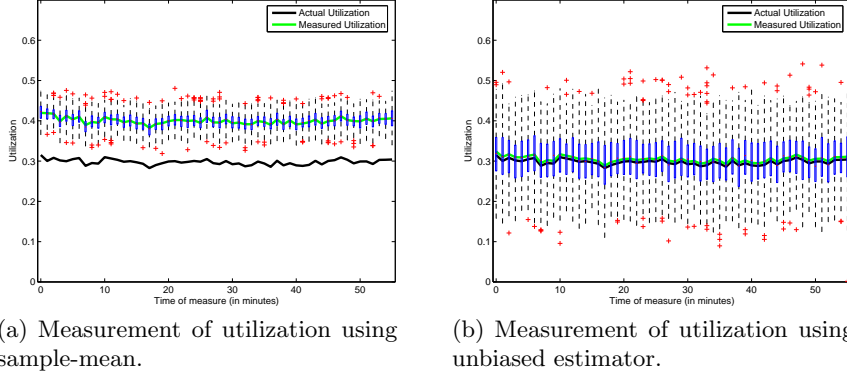 Actual Utilization
Measured Utilization
0.6
0.5
0.4
0.3
0.2
0.1
0
Utilization
0 10 20 30 40 50
Time of measure (in minutes)
(a) Measurement of utilization using
sample-mean.
Actual Utilization
Measured Utilization
0.6
0.5
0.4
0.3
0.2
0.1
0
Utilization
0 10 20 30 40 50
Time of measure (in minutes)
(b) Measurement of utilization using
unbiased estimator.